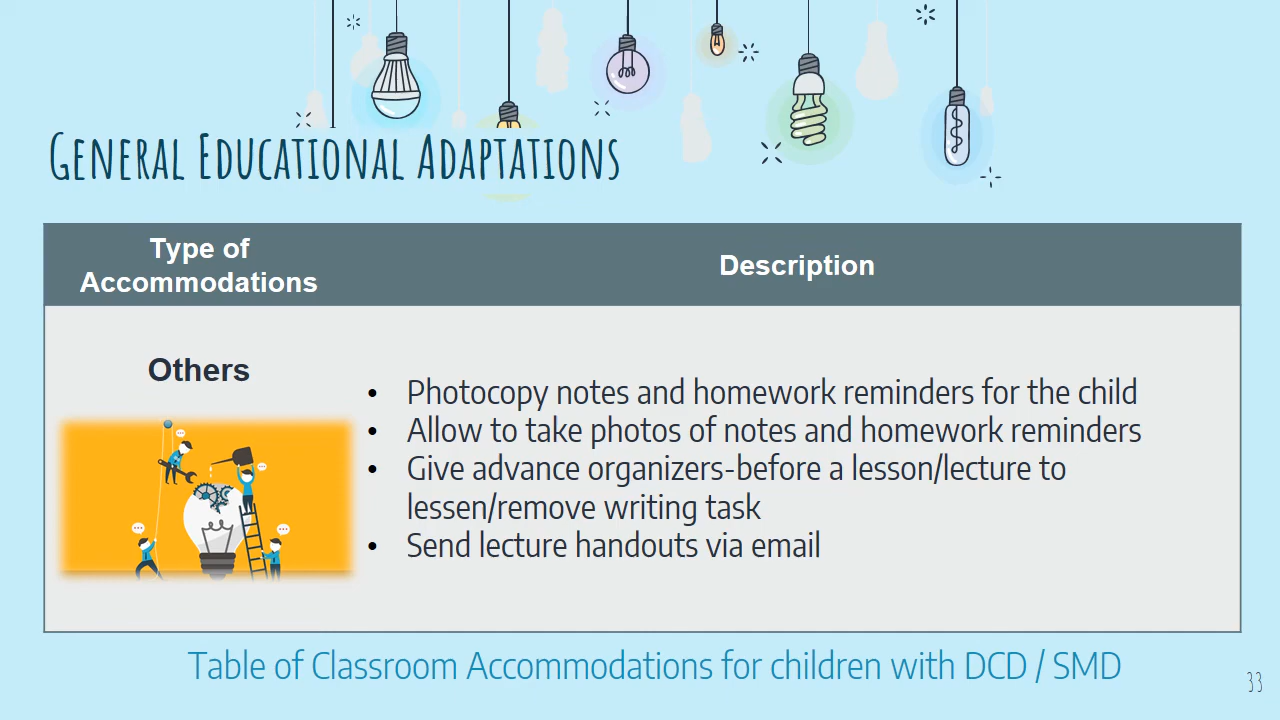 General Educational Adaptations
Type of
Accommodations
Description
Others
• Photocopy notes and homework reminders for the child
• Allow to take photos of notes and homework reminders
• Give advance organizers-before a lesson/lecture to
lessen/remove writing task
• Send lecture handouts via email
Table of Classroom Accommodations for children with DCD / SMD
33